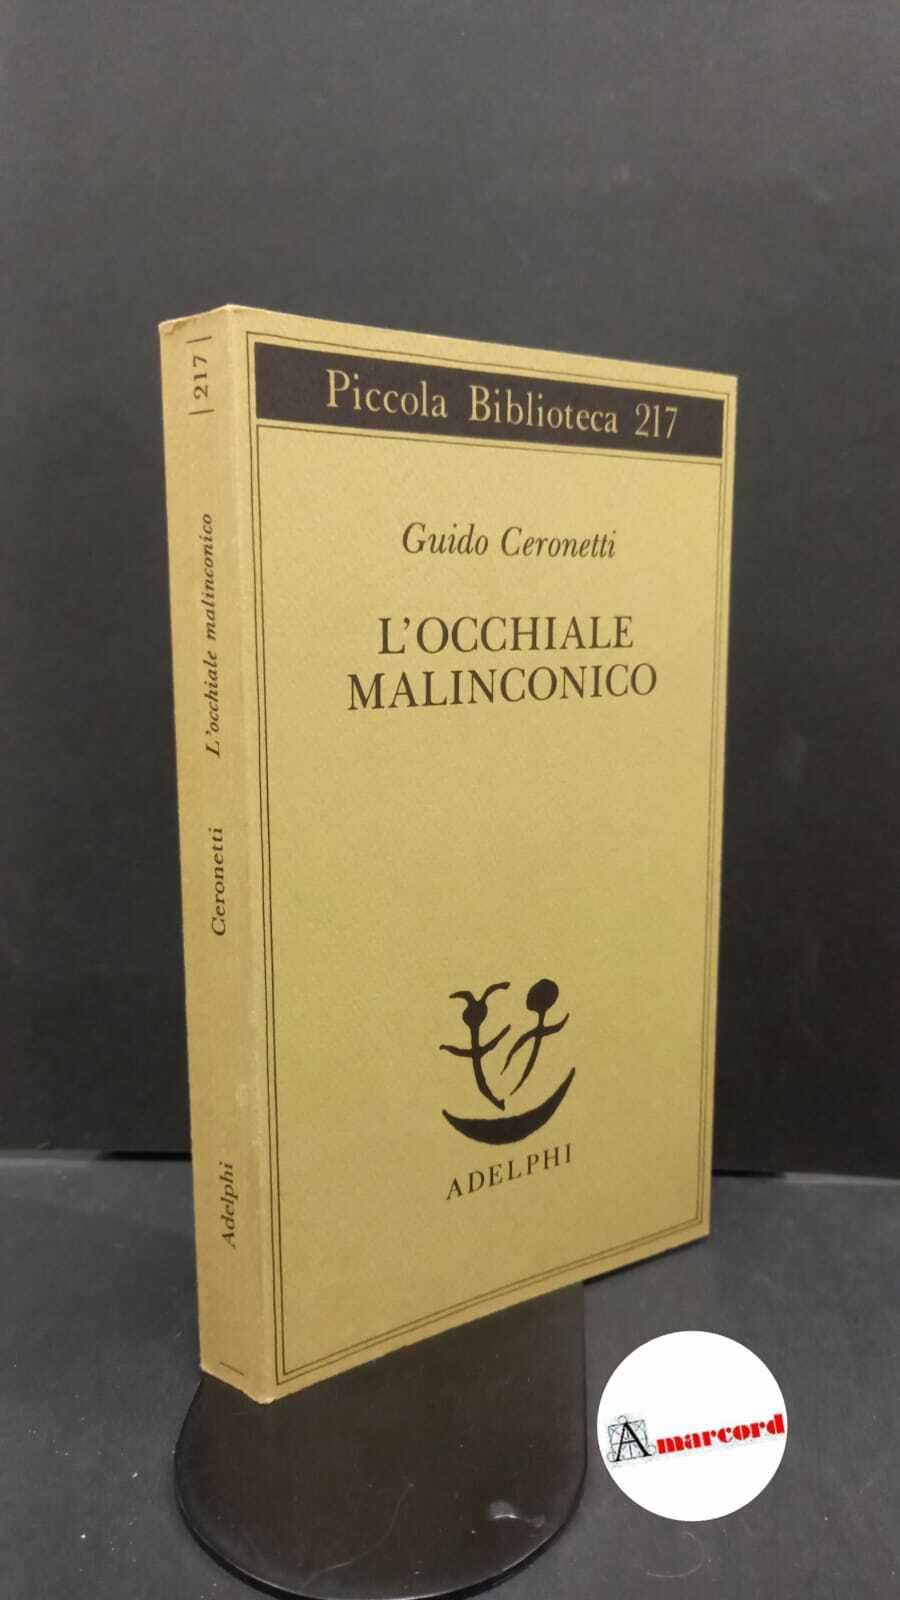 Piccola Biblioteca 217
Guido Ceronetti
L'OCCHIALE
MALINCONICO
ADELPHI
| 217 |
L'occhiale malinconico
Ceronetti
Adelphi
Amarcord